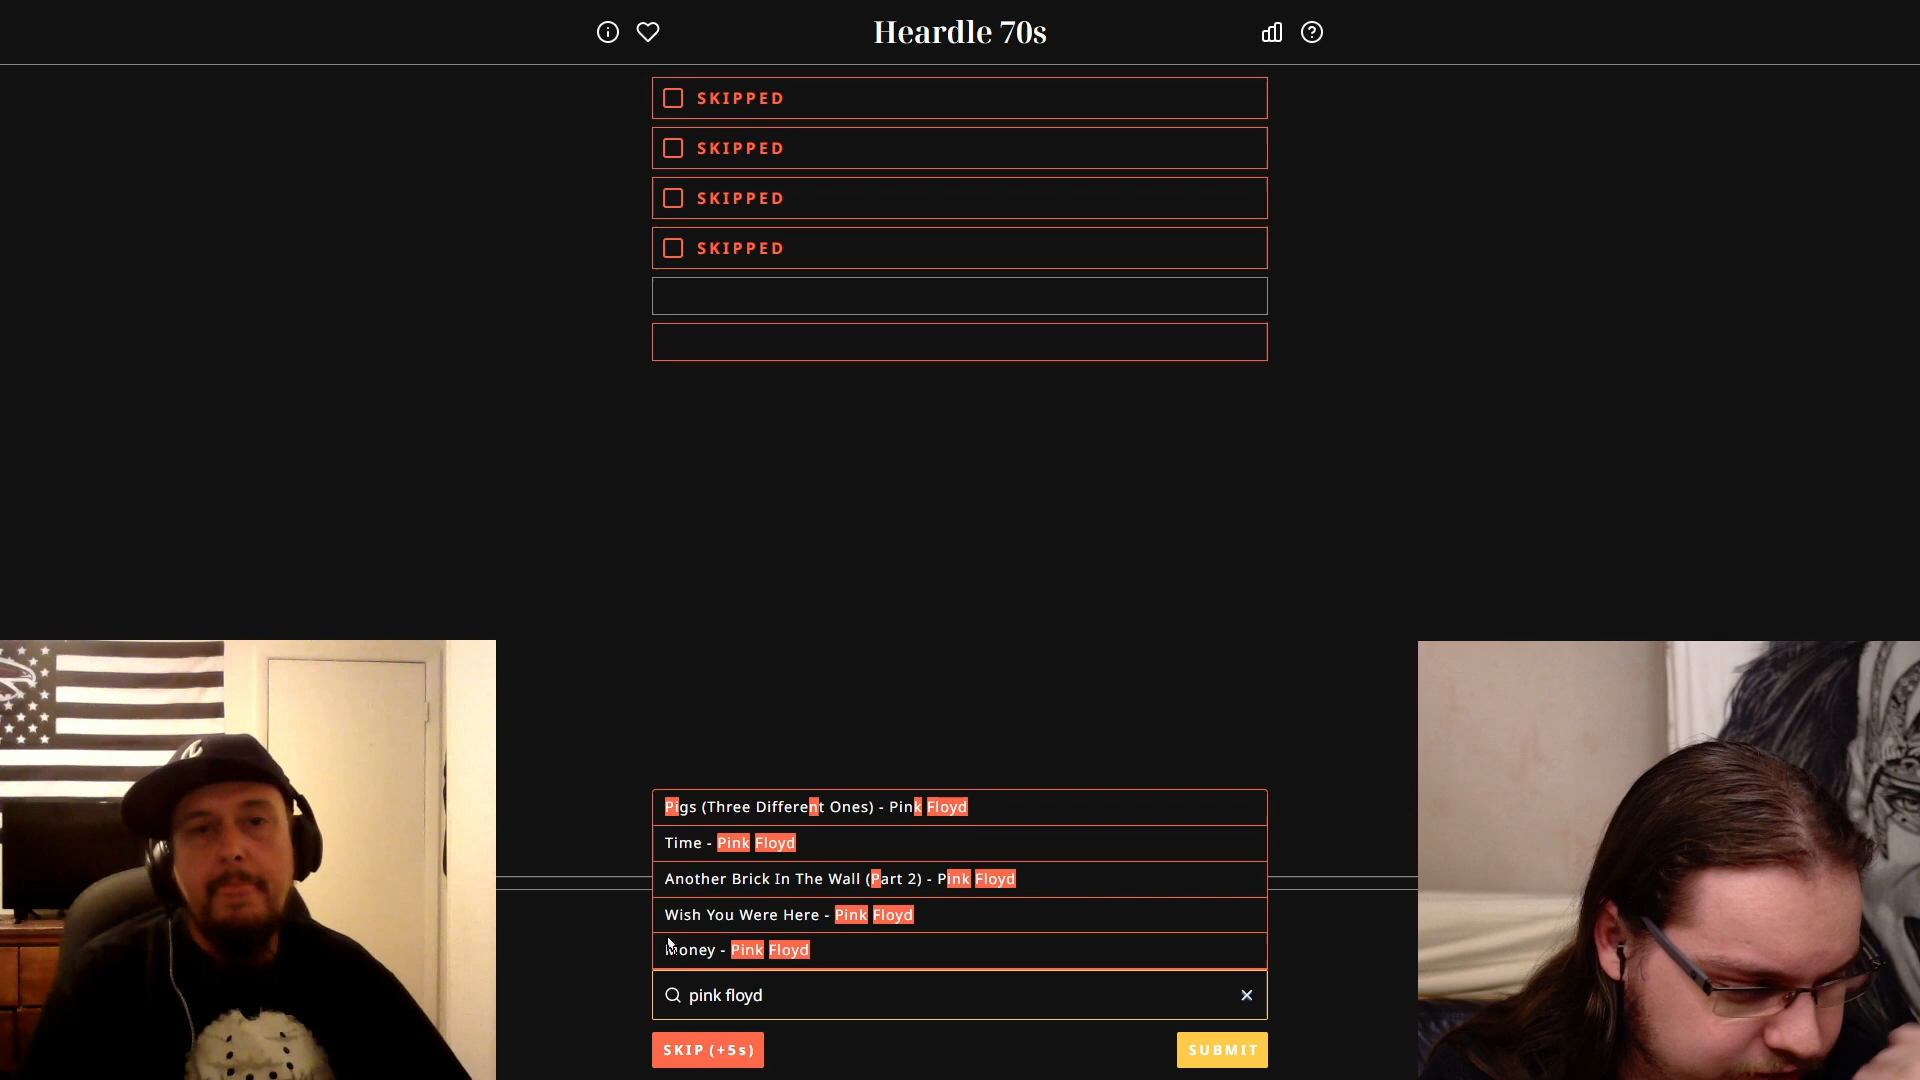 Heardle 70s
SKIPPED
SKIPPED
SKIPPED
SKIPPED
Pigs (Three Different Ones) - Pink Floyd
Time - Pink Floyd
Another Brick In The Wall (Part 2) - Pink Floyd
Wish You Were Here - Pink Floyd
Money - Pink Floyd
pink floyd
SKIP (+5s)
SUBMIT